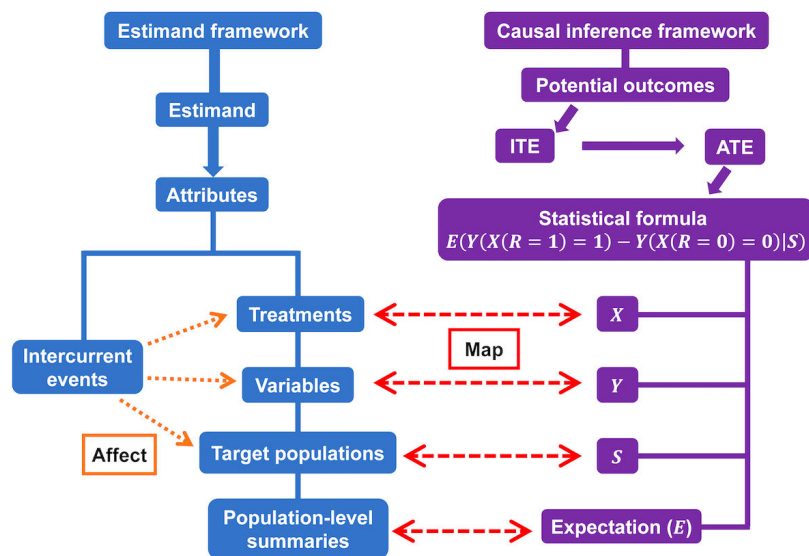 Estimand framework
Causal inference framework
Estimand
Potential outcomes
ITE
ATE
Attributes
Statistical formula
E(Y(X(R = 1) = 1) − Y(X(R = 0) = 0)|S)
Treatments
X
Map
Intercurrent
events
Variables
Y
Affect
Target populations
S
Population-level
summaries
Expectation (E)